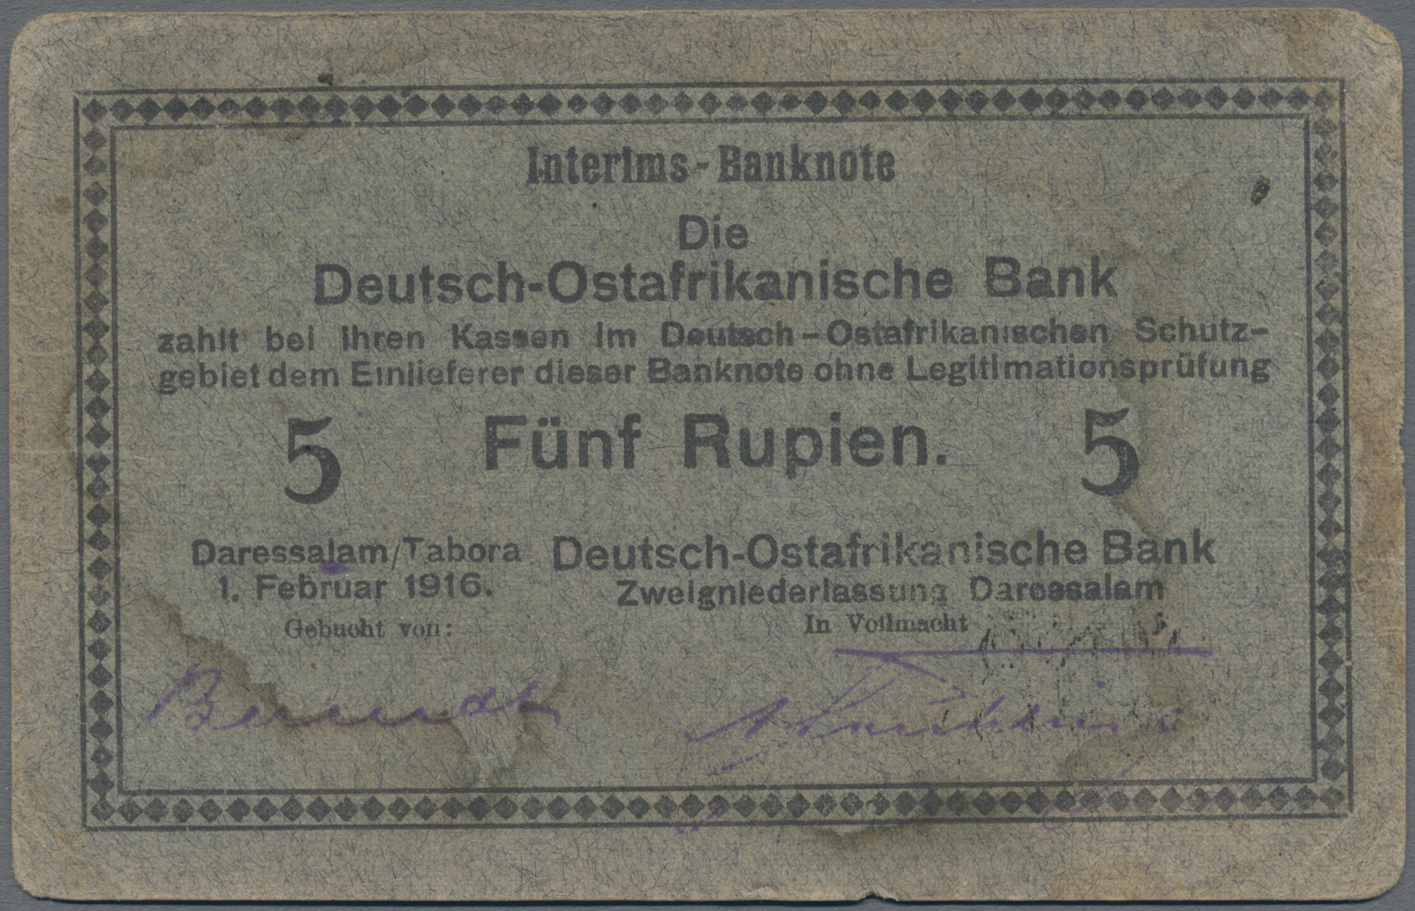 Interims-Banknote
Die
Deutsch-Ostafrikanische Bank
zahlt bei ihren Kassen im Deutsch-Ostafrikanischen Schutz-
gebiet dem Einlieferer dieser Banknote ohne Legitimationsprüfung
5 Fünf Rupien. 5
Daressalam/Tabora Deutsch-Ostafrikanische Bank
1. Februar 1916. Zweigniederlassung Daressalam
Gebucht von: In Vollmacht
Berendt